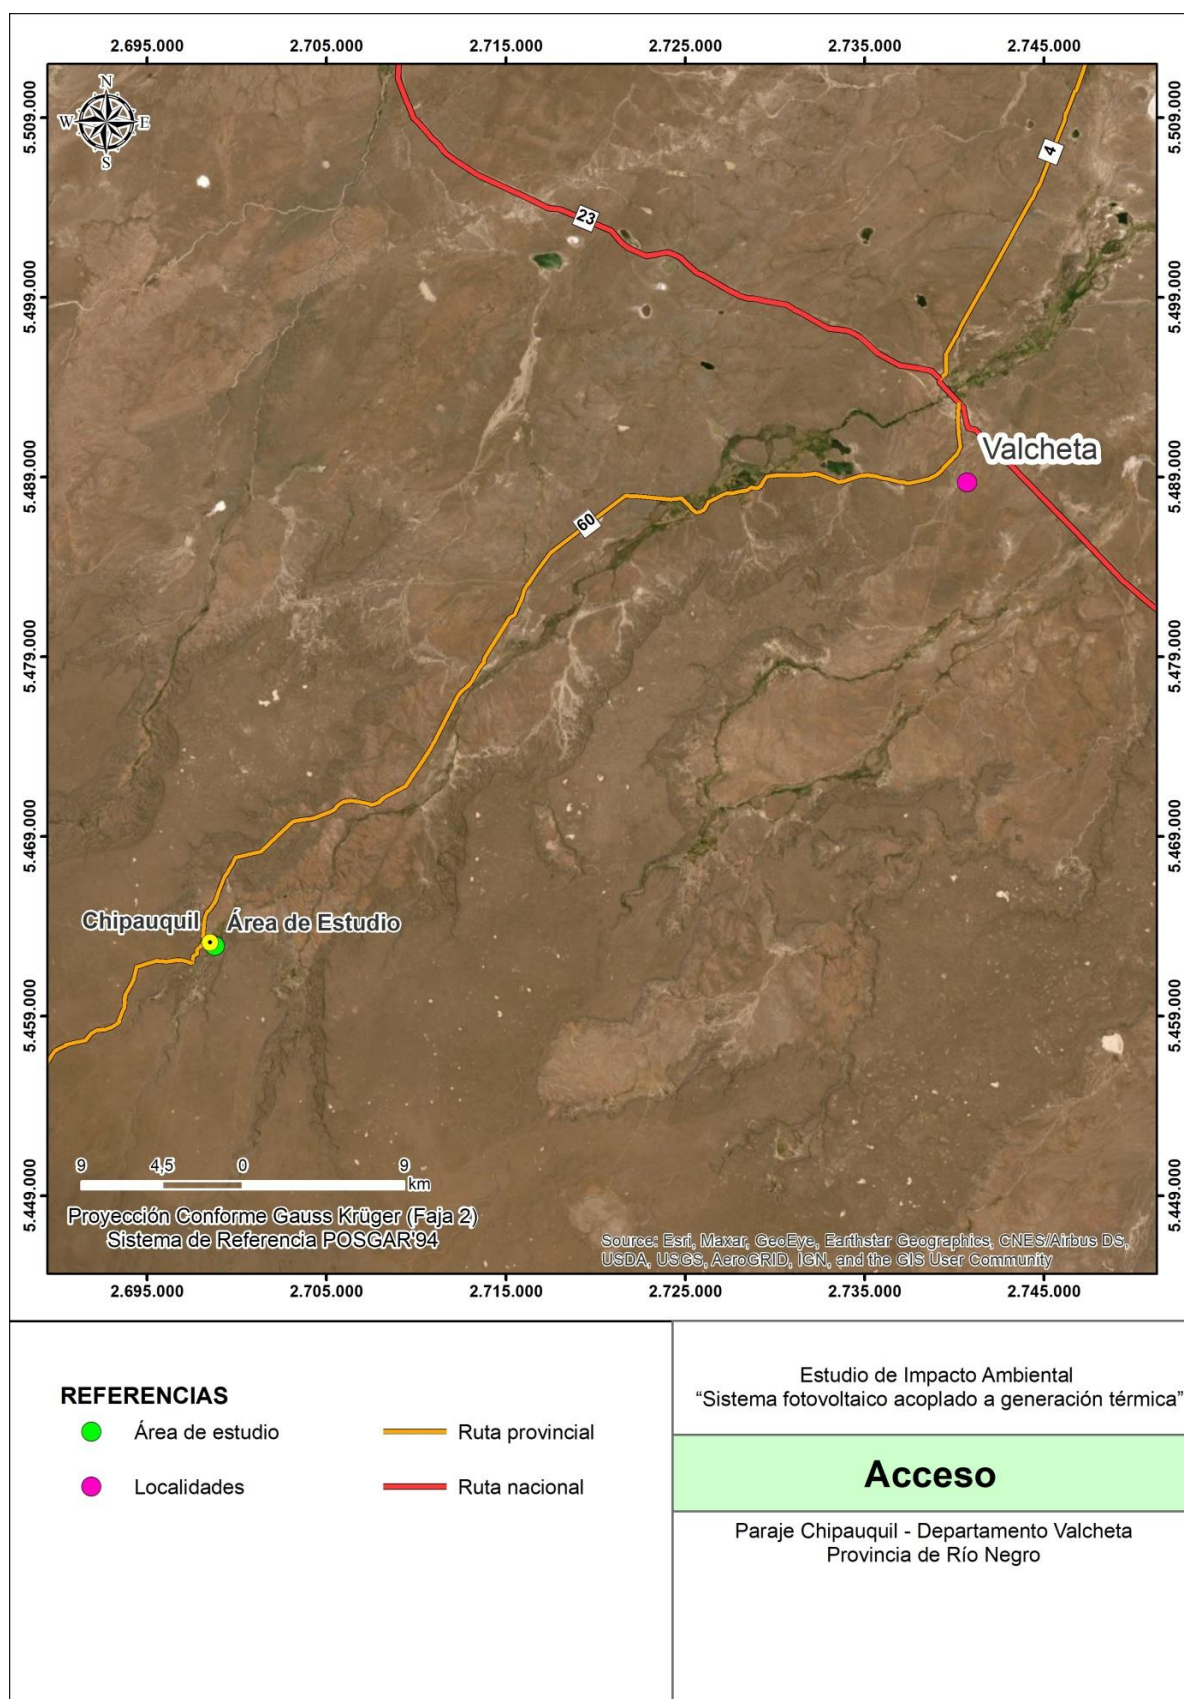 2.695.000 2.705.000 2.715.000 2.725.000 2.735.000 2.745.000
N
W E
S
5.509.000 5.509.000
4
23
5.499.000 5.499.000
Valcheta
5.489.000 5.489.000
60
5.479.000 5.479.000
5.469.000 5.469.000
Chipauquil Área de Estudio
5.459.000 5.459.000
9 4,5 0 9
km
5.449.000 5.449.000
Proyección Conforme Gauss Krüger (Faja 2)
Sistema de Referencia POSGAR'94
Source: Esri, Maxar, GeoEye, Earthstar Geographics, CNES/Airbus DS,
USDA, USGS, AeroGRID, IGN, and the GIS User Community
2.695.000 2.705.000 2.715.000 2.725.000 2.735.000 2.745.000
REFERENCIAS
Área de estudio Ruta provincial
Localidades Ruta nacional
Estudio de Impacto Ambiental
“Sistema fotovoltaico acoplado a generación térmica”
Acceso
Paraje Chipauquil - Departamento Valcheta
Provincia de Río Negro